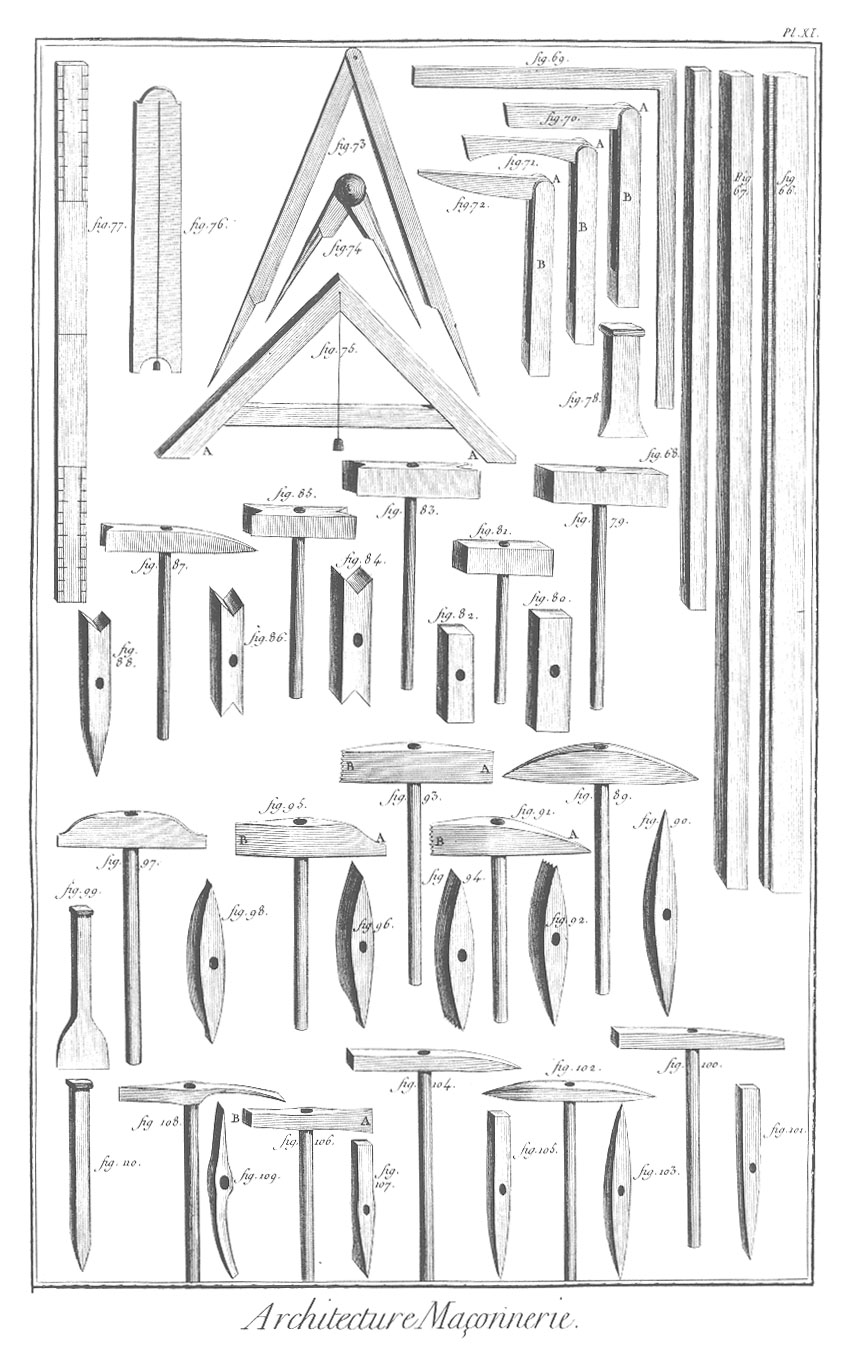 Pl. XI.
fig. 69.
A
fig. 70.
fig. 73
A
fig. 71.
A
fig. 72.
Fig 67.
fig 66.
B
fig. 77.
fig. 76.
B
fig. 74
B
fig. 75.
fig. 78.
A
A
fig. 68.
fig. 85.
fig. 83.
fig. 79.
fig. 81.
fig. 87.
fig. 84.
fig. 80.
fig. 82.
fig. 86.
fig. 88.
B
A
fig. 93.
fig. 89.
fig. 95.
fig. 91.
fig. 90.
B
A
B
A
fig. 97.
fig. 94.
fig. 99.
fig. 98.
fig. 96.
fig. 92.
fig. 102.
fig. 100.
fig. 104.
fig 108.
B
A
fig. 106.
fig. 101.
fig. 105.
fig. 110.
fig. 109.
fig. 107.
fig. 103.
Architecture Maçonnerie.